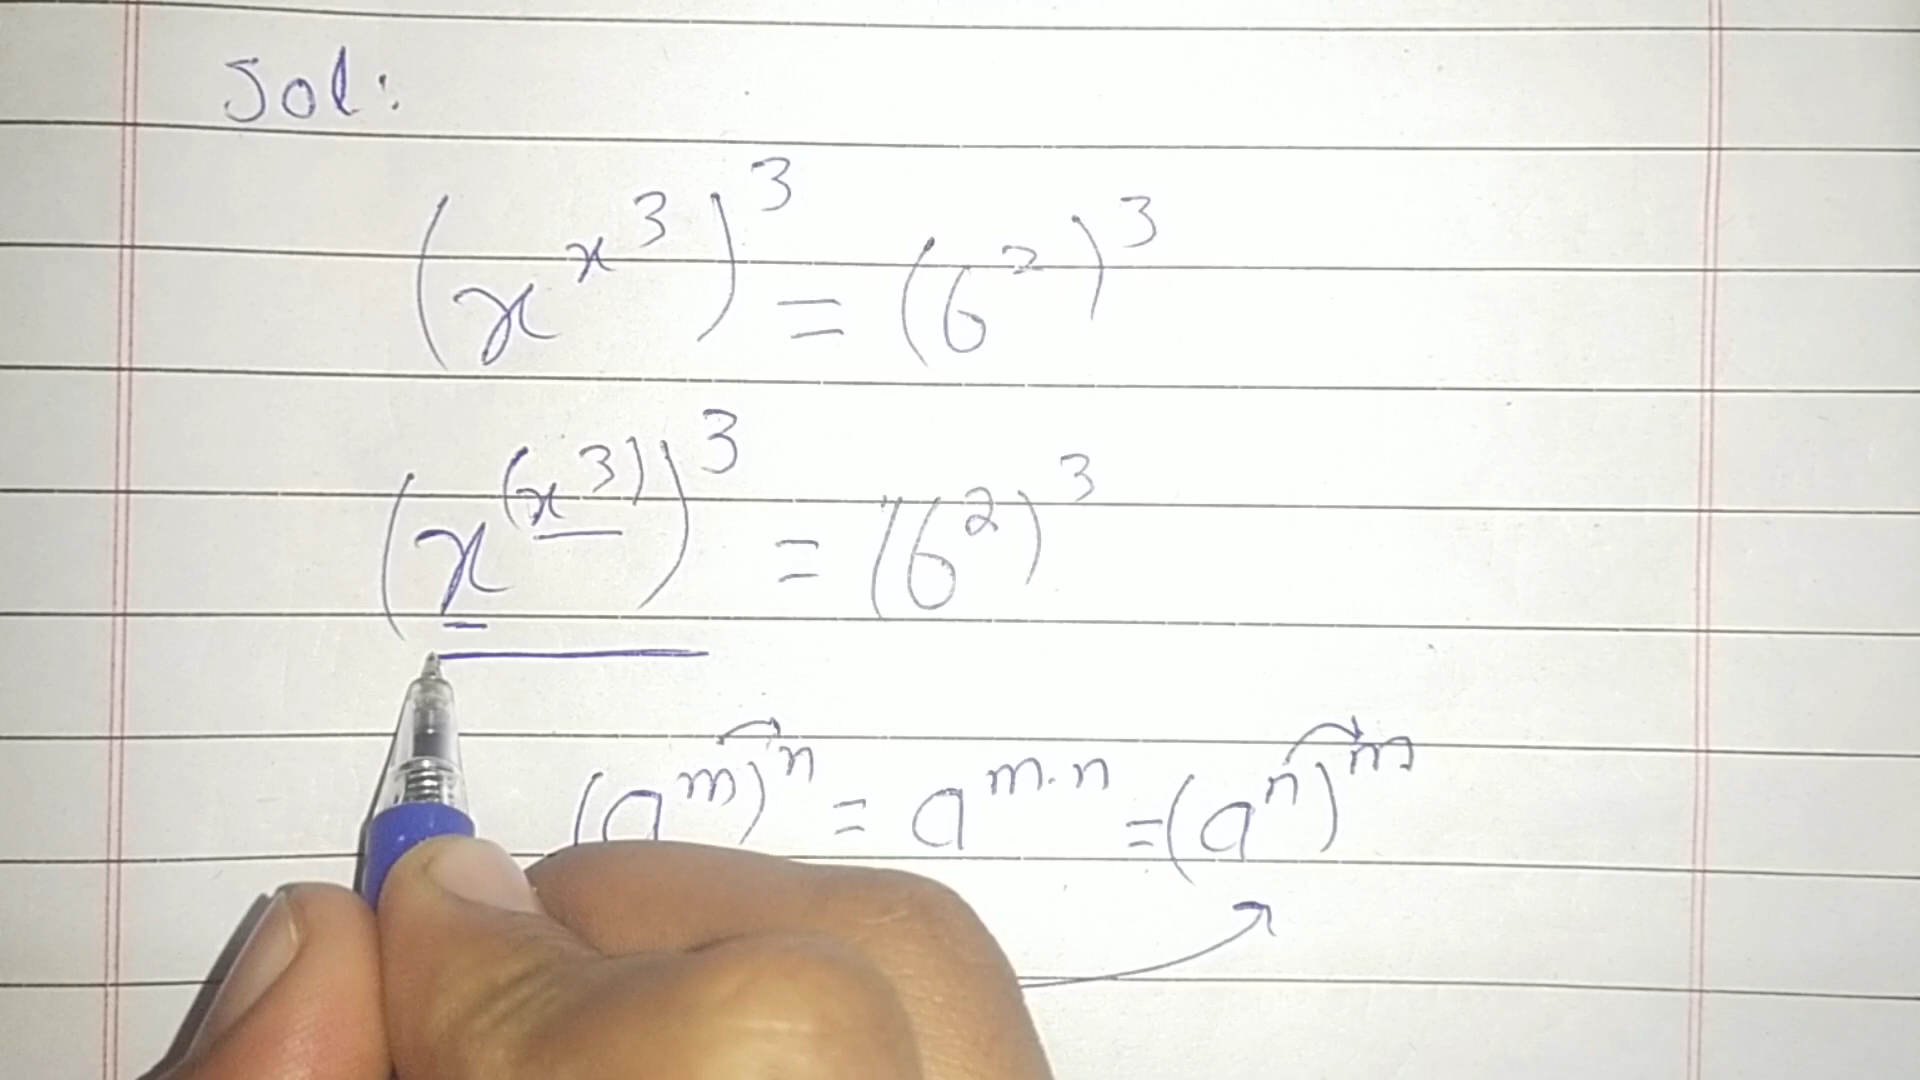 Sol:
(x^x^3)^3 = (6^2)^3
(x^(x^3))^3 = (6^2)^3
(a^m)^n = a^m.n = (a^n)^m